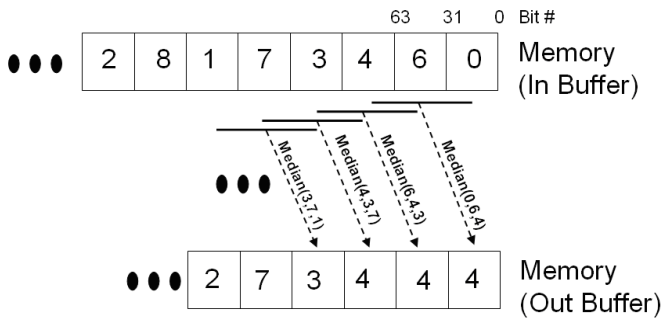 63 31 0 Bit #
2 8 1 7 3 4 6 0
Memory
(In Buffer)
Median(3,7,1)
Median(4,3,7)
Median(6,4,3)
Median(0,6,4)
2 7 3 4 4 4
Memory
(Out Buffer)